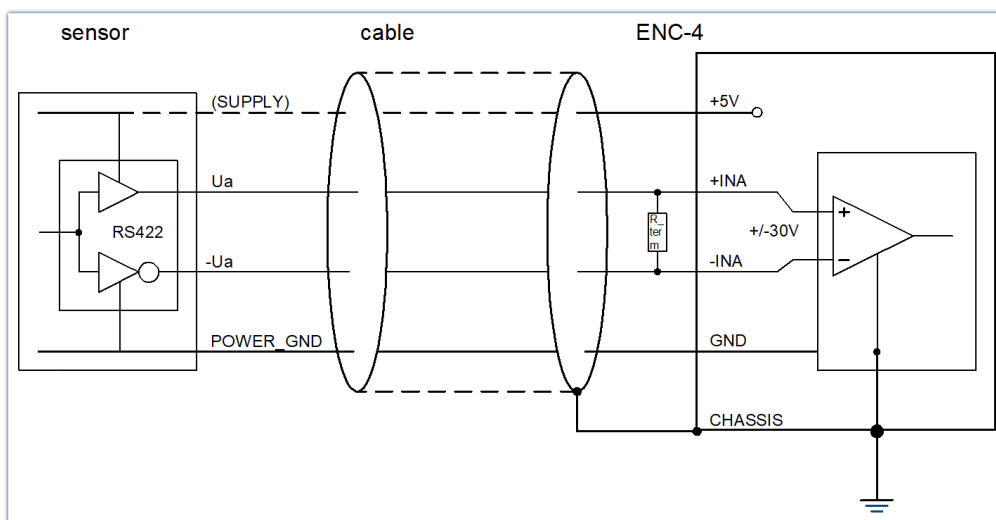 sensor
cable
ENC-4
(SUPPLY)
+5V
Ua
+INA
RS422
R_
ter
m
+/-30V
+
-Ua
-INA
−
POWER_GND
GND
CHASSIS